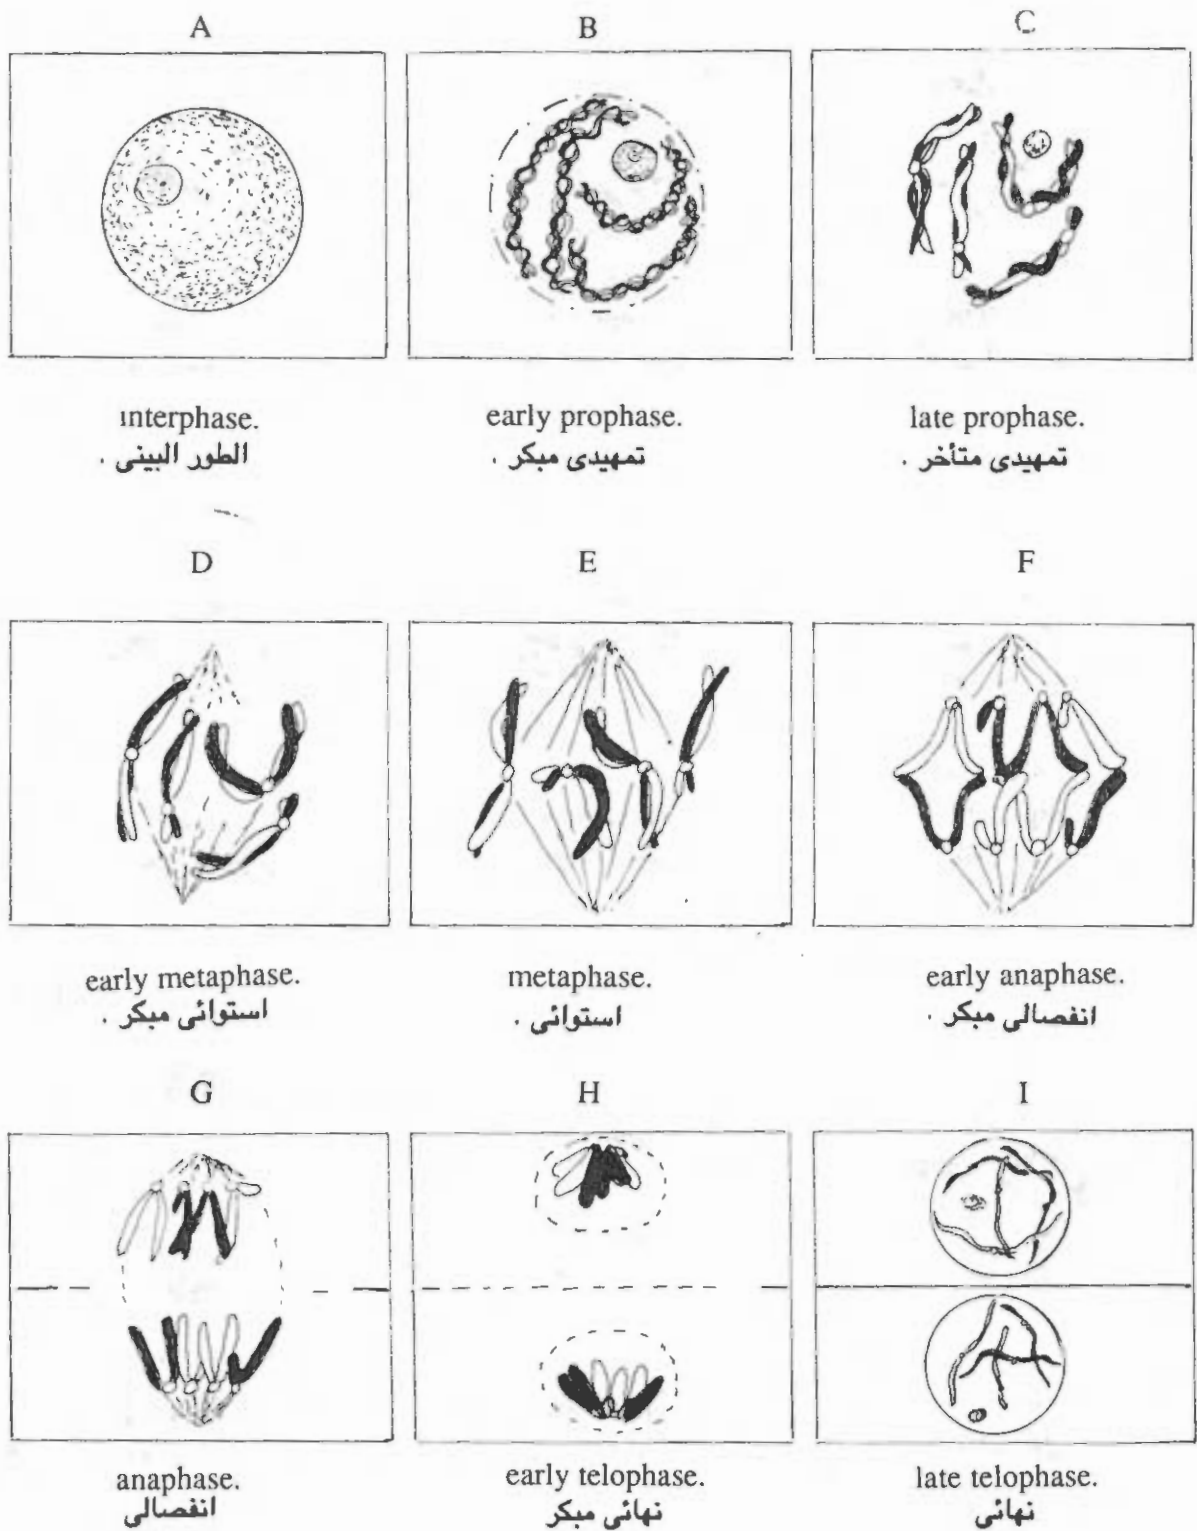 A
B
C
interphase.
الطور البينى .
early prophase.
تمهيدى مبكر .
late prophase.
تمهيدى متأخر .
D
E
F
early metaphase.
استوائى مبكر .
metaphase.
استوائى .
early anaphase.
انفصالى مبكر .
G
H
I
anaphase.
انفصالى
early telophase.
نهائى مبكر
late telophase.
نهائى